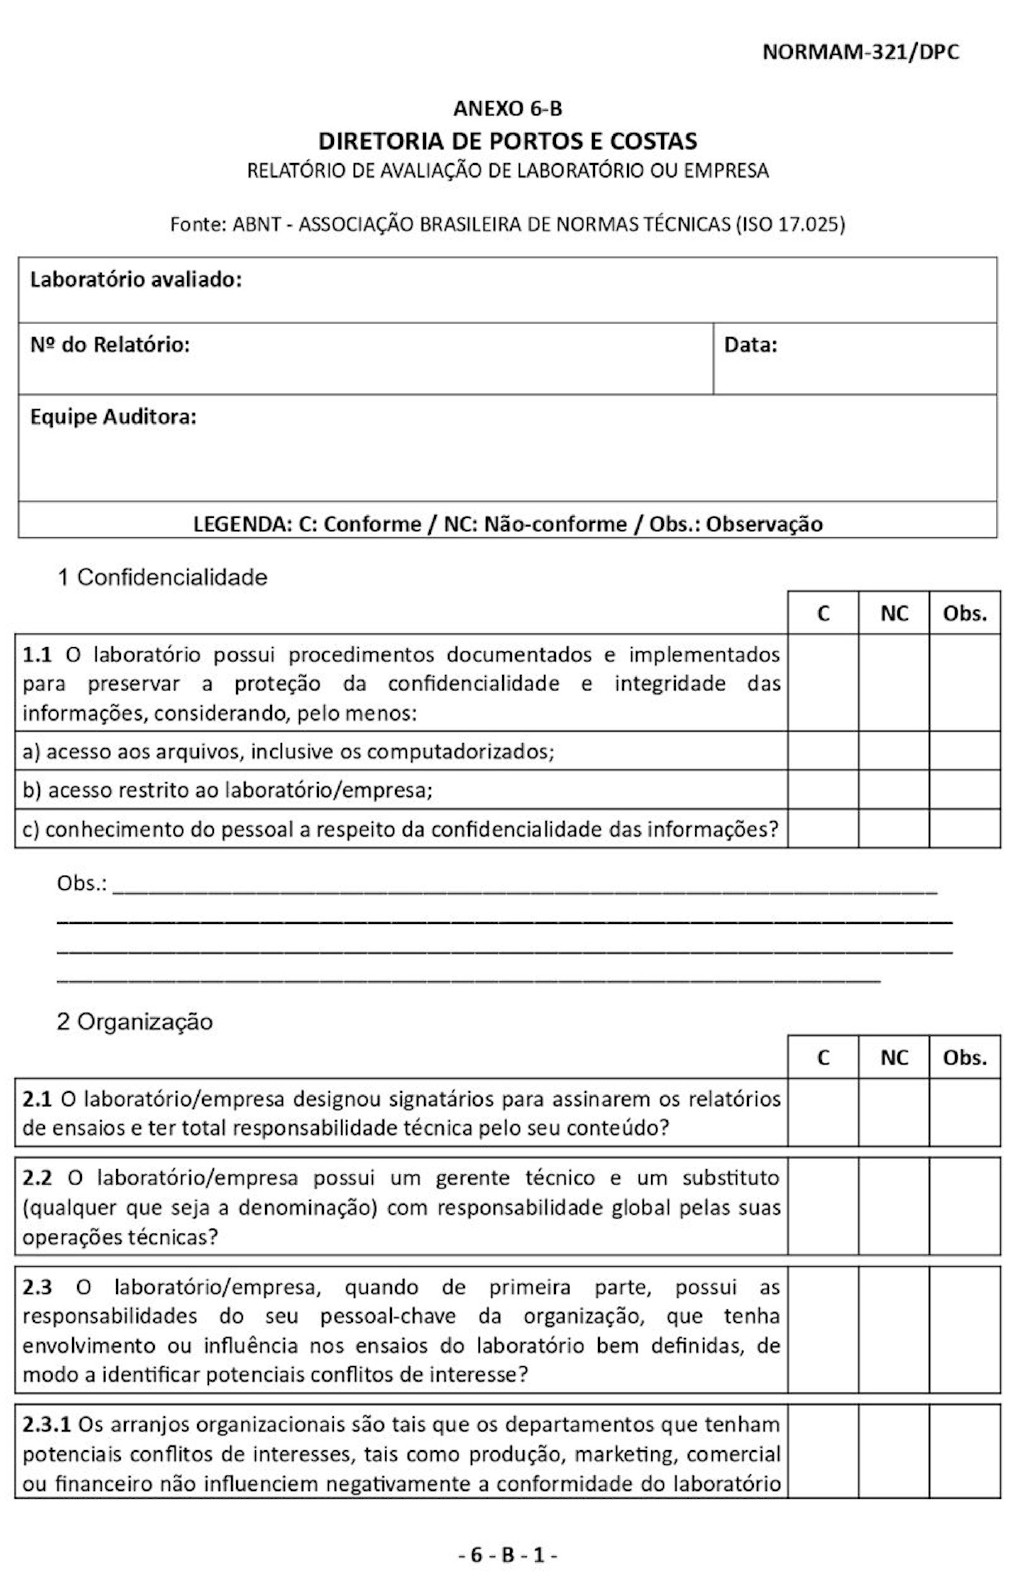 NORMAM-321/DPC
ANEXO 6-B
DIRETORIA DE PORTOS E COSTAS
RELATÓRIO DE AVALIAÇÃO DE LABORATÓRIO OU EMPRESA
Fonte: ABNT - ASSOCIAÇÃO BRASILEIRA DE NORMAS TÉCNICAS (ISO 17.025)
Laboratório avaliado:
Nº do Relatório: Data:
Equipe Auditora:
LEGENDA: C: Conforme / NC: Não-conforme / Obs.: Observação
1 Confidencialidade
C NC Obs.
1.1 O laboratório possui procedimentos documentados e implementados
para preservar a proteção da confidencialidade e integridade das
informações, considerando, pelo menos:
a) acesso aos arquivos, inclusive os computadorizados;
b) acesso restrito ao laboratório/empresa;
c) conhecimento do pessoal a respeito da confidencialidade das informações?
Obs.:
2 Organização
C NC Obs.
2.1 O laboratório/empresa designou signatários para assinarem os relatórios
de ensaios e ter total responsabilidade técnica pelo seu conteúdo?
2.2 O laboratório/empresa possui um gerente técnico e um substituto
(qualquer que seja a denominação) com responsabilidade global pelas suas
operações técnicas?
2.3 O laboratório/empresa, quando de primeira parte, possui as
responsabilidades do seu pessoal-chave da organização, que tenha
envolvimento ou influência nos ensaios do laboratório bem definidas, de
modo a identificar potenciais conflitos de interesse?
2.3.1 Os arranjos organizacionais são tais que os departamentos que tenham
potenciais conflitos de interesses, tais como produção, marketing, comercial
ou financeiro não influenciem negativamente a conformidade do laboratório
- 6 - B - 1 -